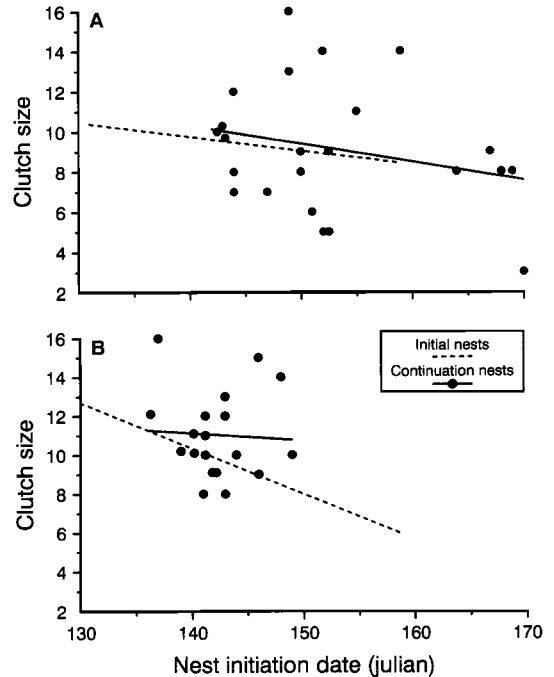 A
16
14
12
10
8
6
4
2
Clutch size
B
16
14
12
10
8
6
4
2
Clutch size
Initial nests
Continuation nests
130 140 150 160 170
Nest initiation date (julian)